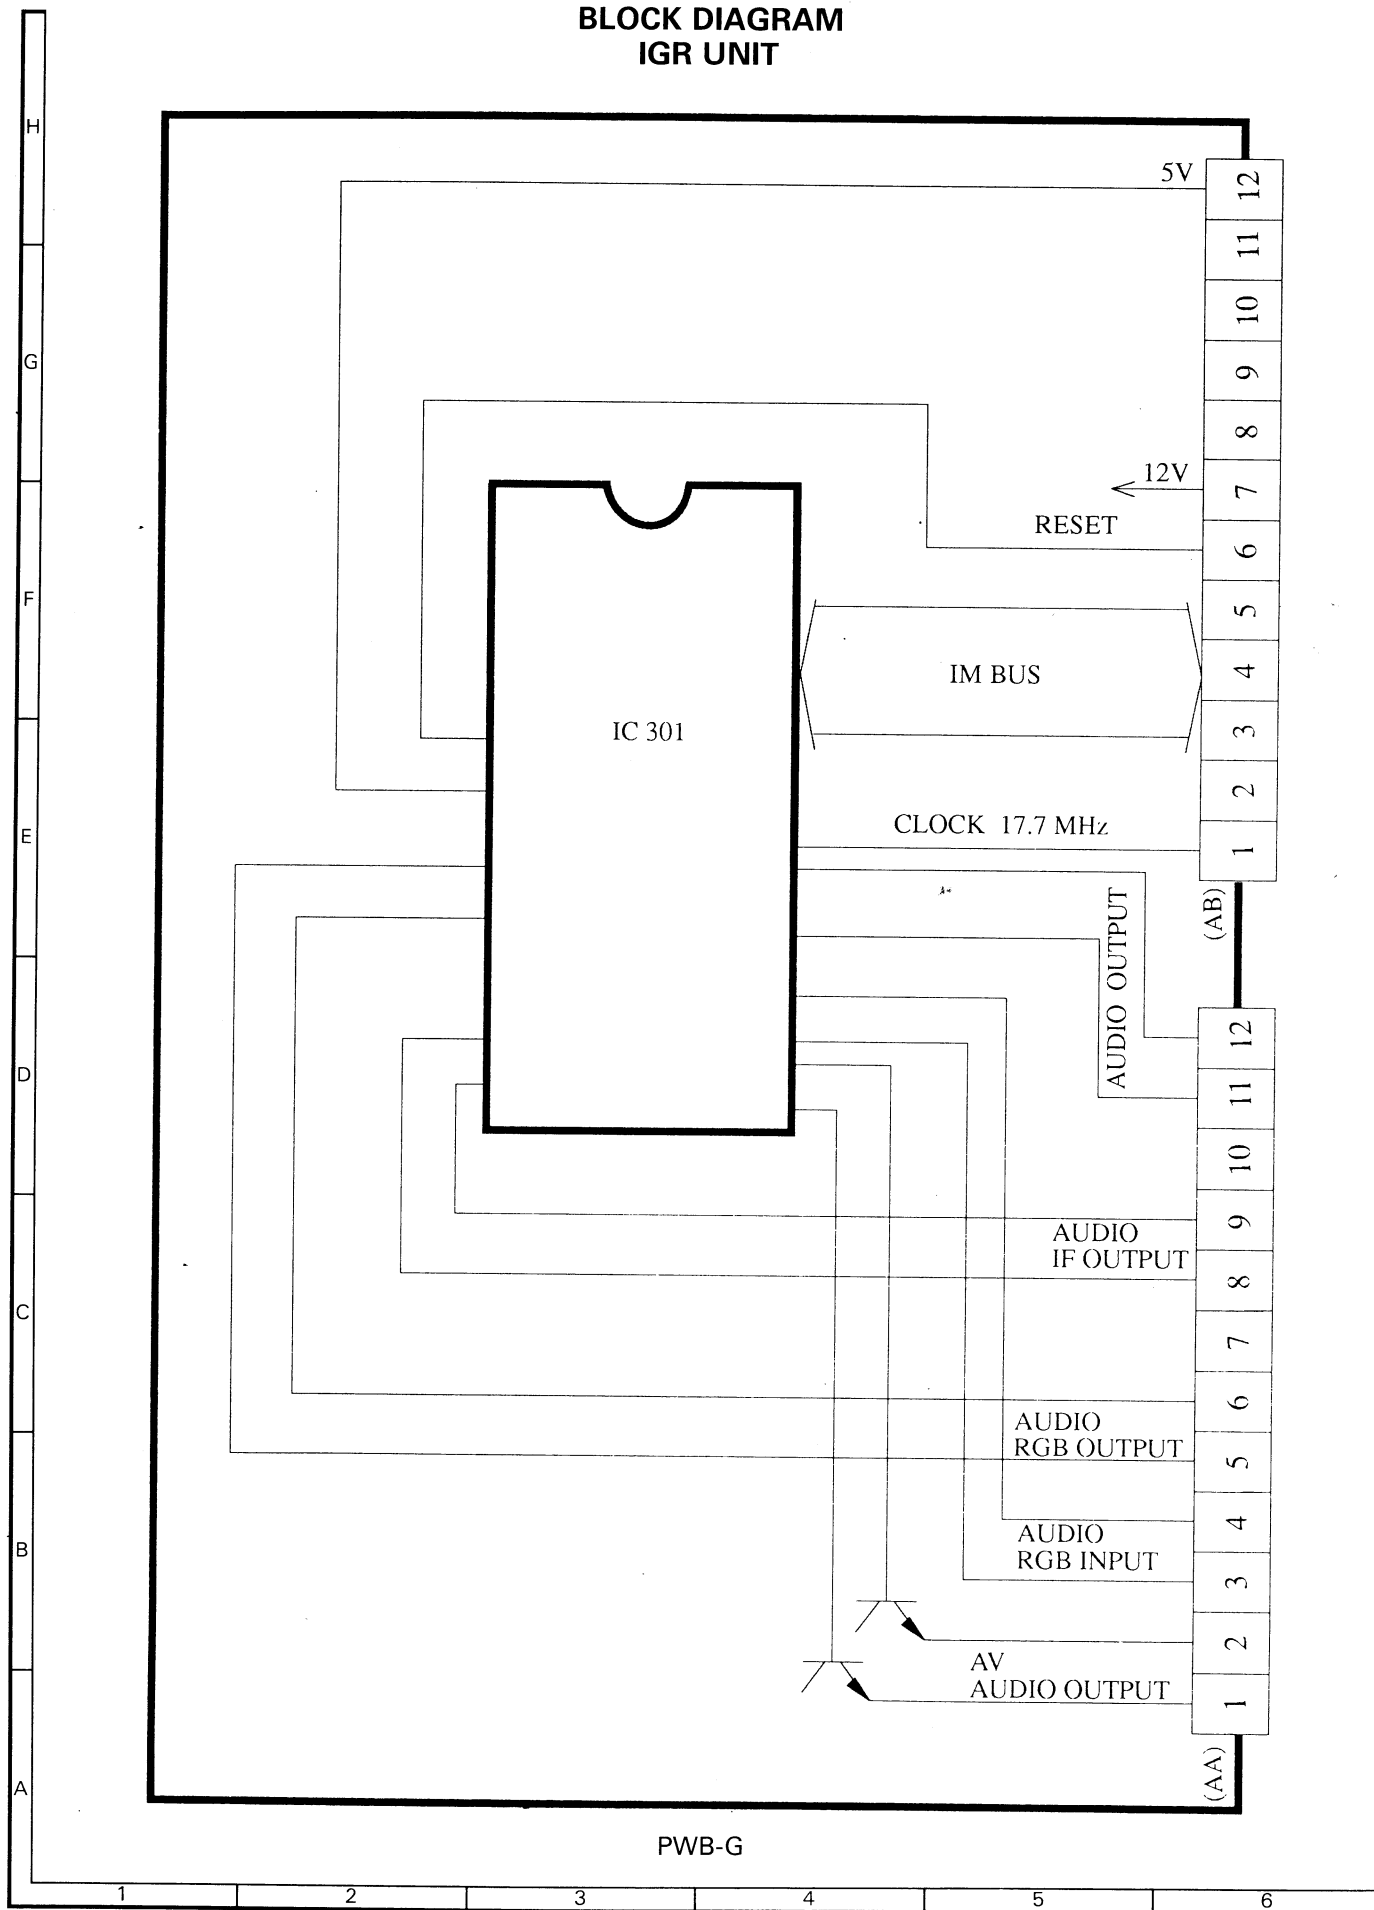 BLOCK DIAGRAM
IGR UNIT
H
G
F
E
D
C
B
A
5V
12
11
10
9
8
12V
7
RESET
6
5
IM BUS
4
3
IC 301
2
CLOCK 17.7 MHz
1
(AB)
AUDIO OUTPUT
12
11
10
9
AUDIO
IF OUTPUT
8
7
6
AUDIO
RGB OUTPUT
5
4
AUDIO
RGB INPUT
3
2
AV
AUDIO OUTPUT
1
(AA)
PWB-G
1
2
3
4
5
6